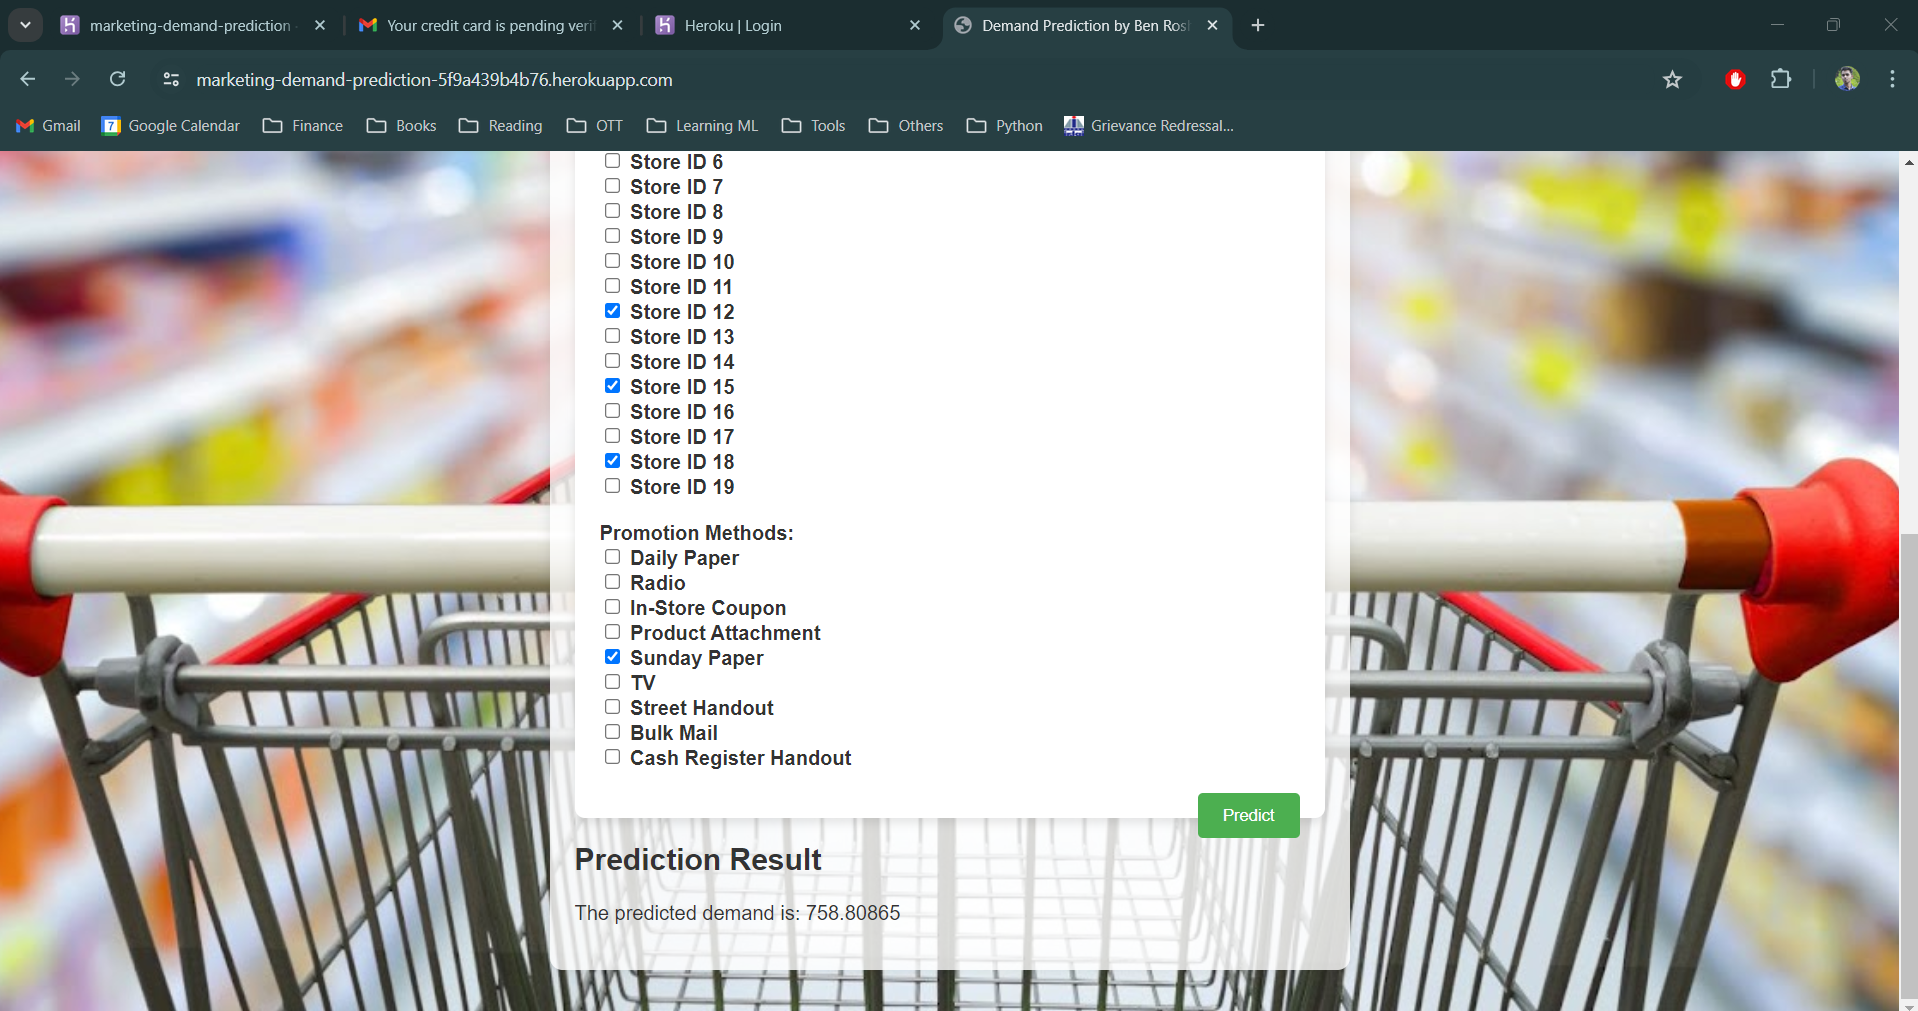 marketing-demand-prediction
Your credit card is pending veri
Heroku | Login
Demand Prediction by Ben Ros
marketing-demand-prediction-5f9a439b4b76.herokuapp.com
Gmail
7
Google Calendar
Finance
Books
Reading
OTT
Learning ML
Tools
Others
Python
Grievance Redressal...
Store ID 6
Store ID 7
Store ID 8
Store ID 9
Store ID 10
Store ID 11
Store ID 12
Store ID 13
Store ID 14
Store ID 15
Store ID 16
Store ID 17
Store ID 18
Store ID 19
Promotion Methods:
Daily Paper
Radio
In-Store Coupon
Product Attachment
Sunday Paper
TV
Street Handout
Bulk Mail
Cash Register Handout
Predict
Prediction Result
The predicted demand is: 758.80865